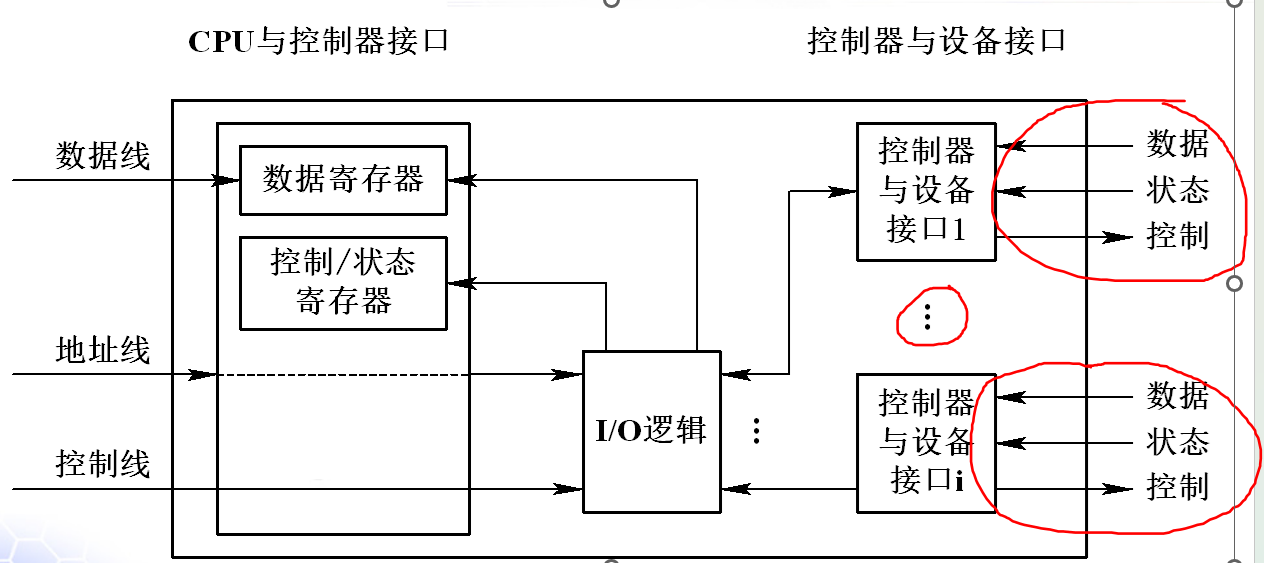 CPU与控制器接口
控制器与设备接口
数据线
数据寄存器
控制/状态
寄存器
地址线
控制线
I/O逻辑
⋮
控制器
与设备
接口1
数据
状态
控制
⋮
控制器
与设备
接口i
数据
状态
控制